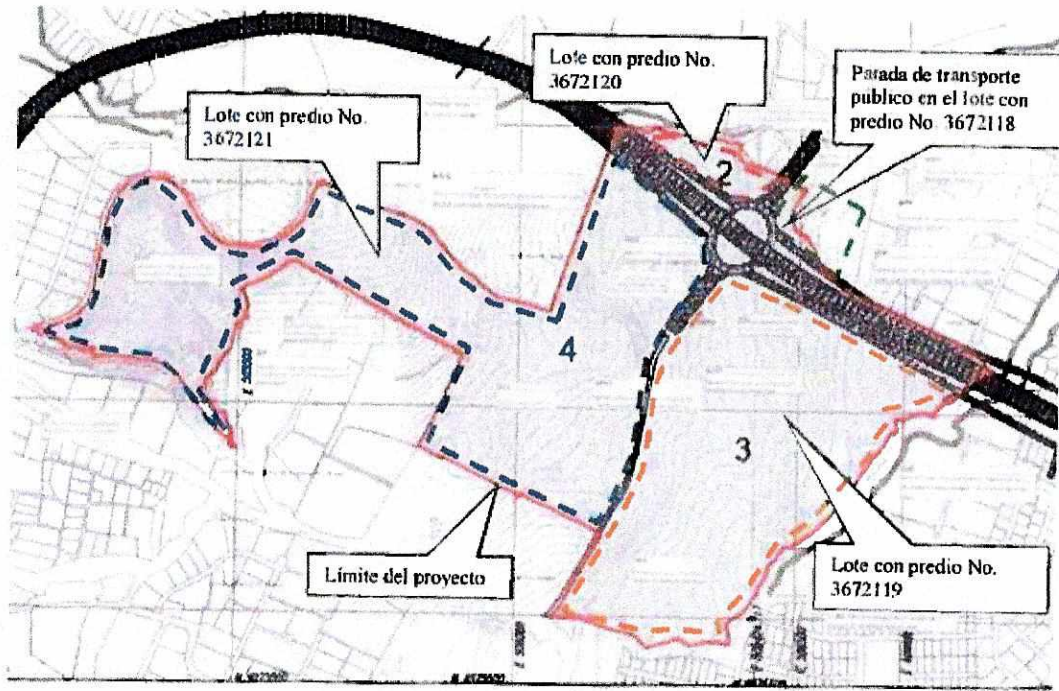 Lote con predio No.
3672120
Parada de transporte
publico en el lote con
predio No. 3672118
Lote con predio No.
3672121
2
4
3
Límite del proyecto
Lote con predio No.
3672119